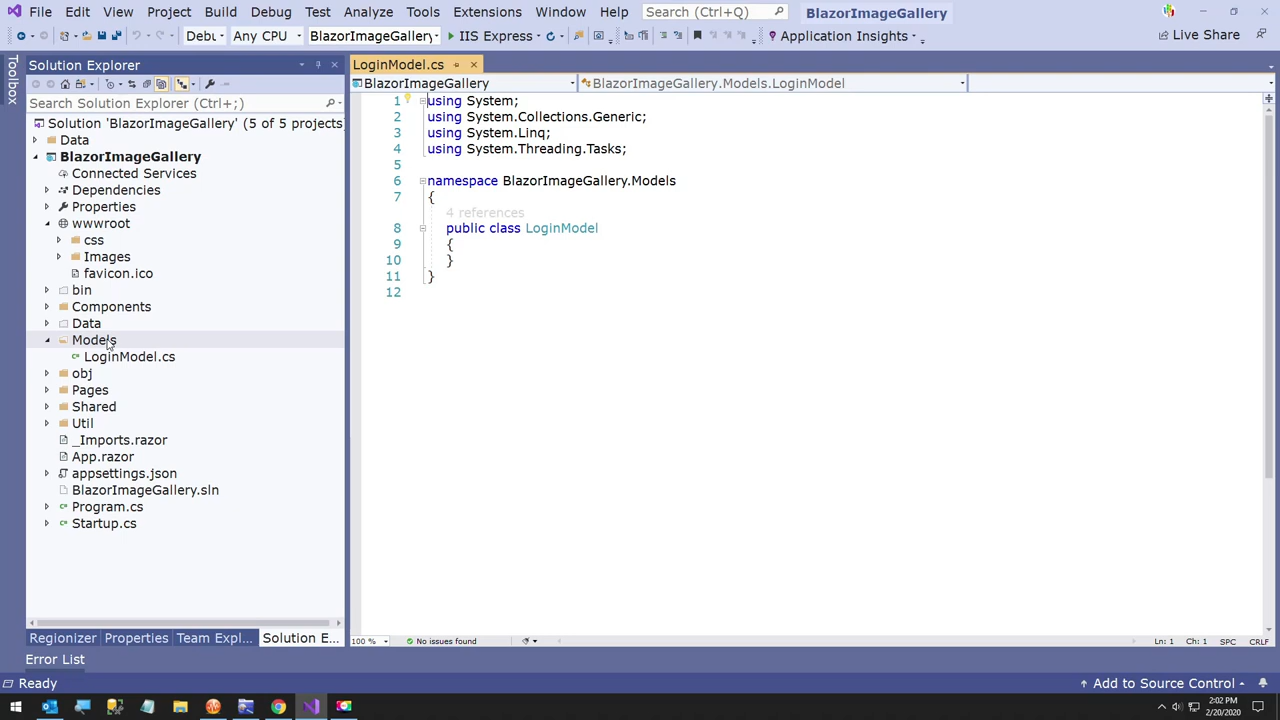 File Edit View Project Build Debug Test Analyze Tools Extensions Window Help Search (Ctrl+Q) BlazorImageGallery
Debu Any CPU BlazorImageGallery IIS Express Application Insights Live Share
Toolbox
Solution Explorer
Search Solution Explorer (Ctrl+;)
Solution 'BlazorImageGallery' (5 of 5 projects)
Data
BlazorImageGallery
Connected Services
Dependencies
Properties
wwwroot
css
Images
favicon.ico
bin
Components
Data
Models
LoginModel.cs
obj
Pages
Shared
Util
_Imports.razor
App.razor
appsettings.json
BlazorImageGallery.sln
Program.cs
Startup.cs
Regionizer Properties Team Expl... Solution E...
LoginModel.cs
BlazorImageGallery BlazorImageGallery.Models.LoginModel
1 using System;
2 using System.Collections.Generic;
3 using System.Linq;
4 using System.Threading.Tasks;
5
6 namespace BlazorImageGallery.Models
7 {
4 references
8 public class LoginModel
9 {
10 }
11 }
12
100 % No issues found Ln: 1 Ch: 1 SPC CRLF
Error List
Ready Add to Source Control
2:02 PM
2/20/2020